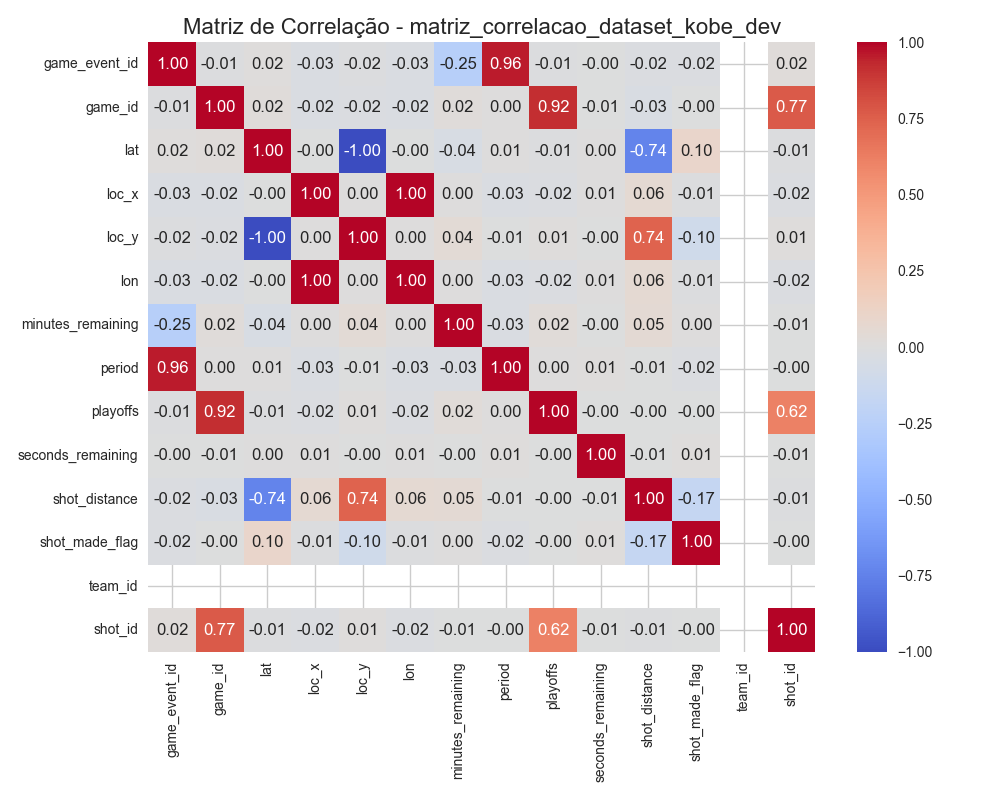 Matriz de Correlação - matriz_correlacao_dataset_kobe_dev
game_event_id 1.00 -0.01 0.02 -0.03 -0.02 -0.03 -0.25 0.96 -0.01 -0.00 -0.02 -0.02 0.02
game_id -0.01 1.00 0.02 -0.02 -0.02 -0.02 0.02 0.00 0.92 -0.01 -0.03 -0.00 0.77
lat 0.02 0.02 1.00 -0.00 -1.00 -0.00 -0.04 0.01 -0.01 0.00 -0.74 0.10 -0.01
loc_x -0.03 -0.02 -0.00 1.00 0.00 1.00 0.00 -0.03 -0.02 0.01 0.06 -0.01 -0.02
loc_y -0.02 -0.02 -1.00 0.00 1.00 0.00 0.04 -0.01 0.01 -0.00 0.74 -0.10 0.01
lon -0.03 -0.02 -0.00 1.00 0.00 1.00 0.00 -0.03 -0.02 0.01 0.06 -0.01 -0.02
minutes_remaining -0.25 0.02 -0.04 0.00 0.04 0.00 1.00 -0.03 0.02 -0.00 0.05 0.00 -0.01
period 0.96 0.00 0.01 -0.03 -0.01 -0.03 -0.03 1.00 0.00 0.01 -0.01 -0.02 -0.00
playoffs -0.01 0.92 -0.01 -0.02 0.01 -0.02 0.02 0.00 1.00 -0.00 -0.00 -0.00 0.62
seconds_remaining -0.00 -0.01 0.00 0.01 -0.00 0.01 -0.00 0.01 -0.00 1.00 -0.01 0.01 -0.01
shot_distance -0.02 -0.03 -0.74 0.06 0.74 0.06 0.05 -0.01 -0.00 -0.01 1.00 -0.17 -0.01
shot_made_flag -0.02 -0.00 0.10 -0.01 -0.10 -0.01 0.00 -0.02 -0.00 0.01 -0.17 1.00 -0.00
team_id
shot_id 0.02 0.77 -0.01 -0.02 0.01 -0.02 -0.01 -0.00 0.62 -0.01 -0.01 -0.00 1.00
game_event_id
game_id
lat
loc_x
loc_y
lon
minutes_remaining
period
playoffs
seconds_remaining
shot_distance
shot_made_flag
team_id
shot_id
1.00
0.75
0.50
0.25
0.00
−0.25
−0.50
−0.75
−1.00